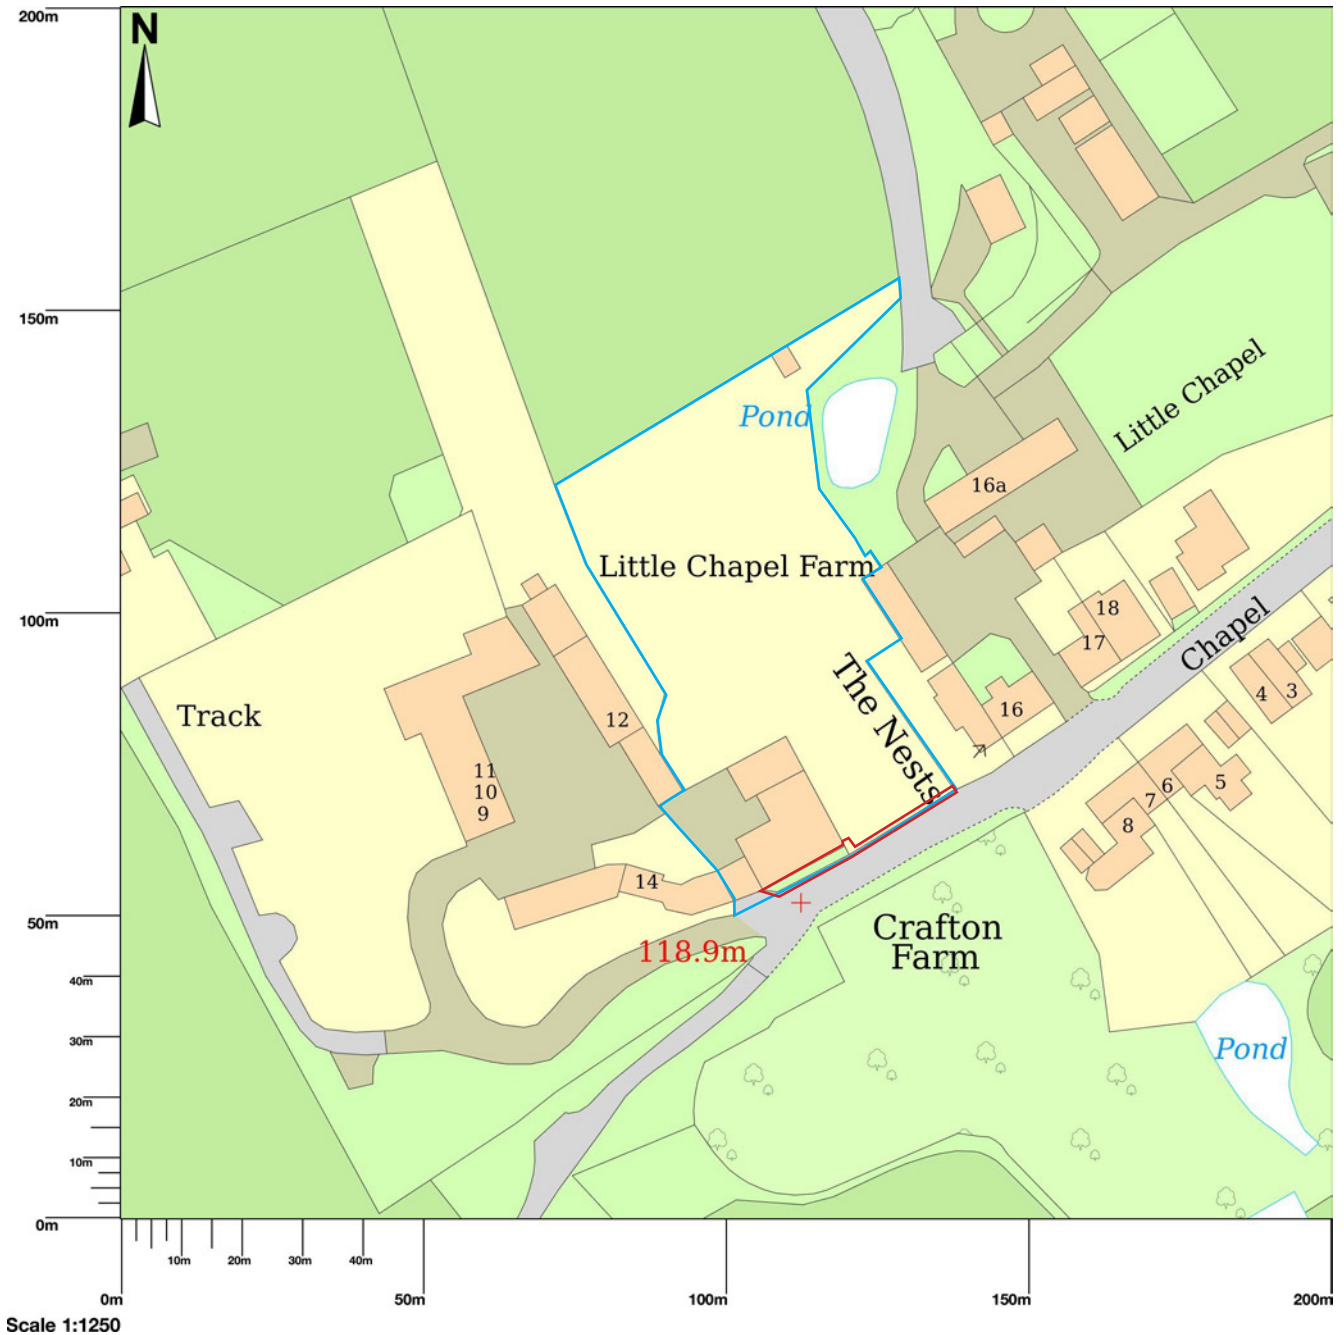 200m
N
150m
Little Chapel
Pond
16a
Little Chapel Farm
100m
18
17
Chapel
The Nests
4
3
16
Track
12
11
10
9
5
6
7
8
14
50m
Crafton
Farm
118.9m
40m
30m
Pond
20m
10m
0m
10m
20m
30m
40m
0m
50m
100m
150m
200m
Scale 1:1250